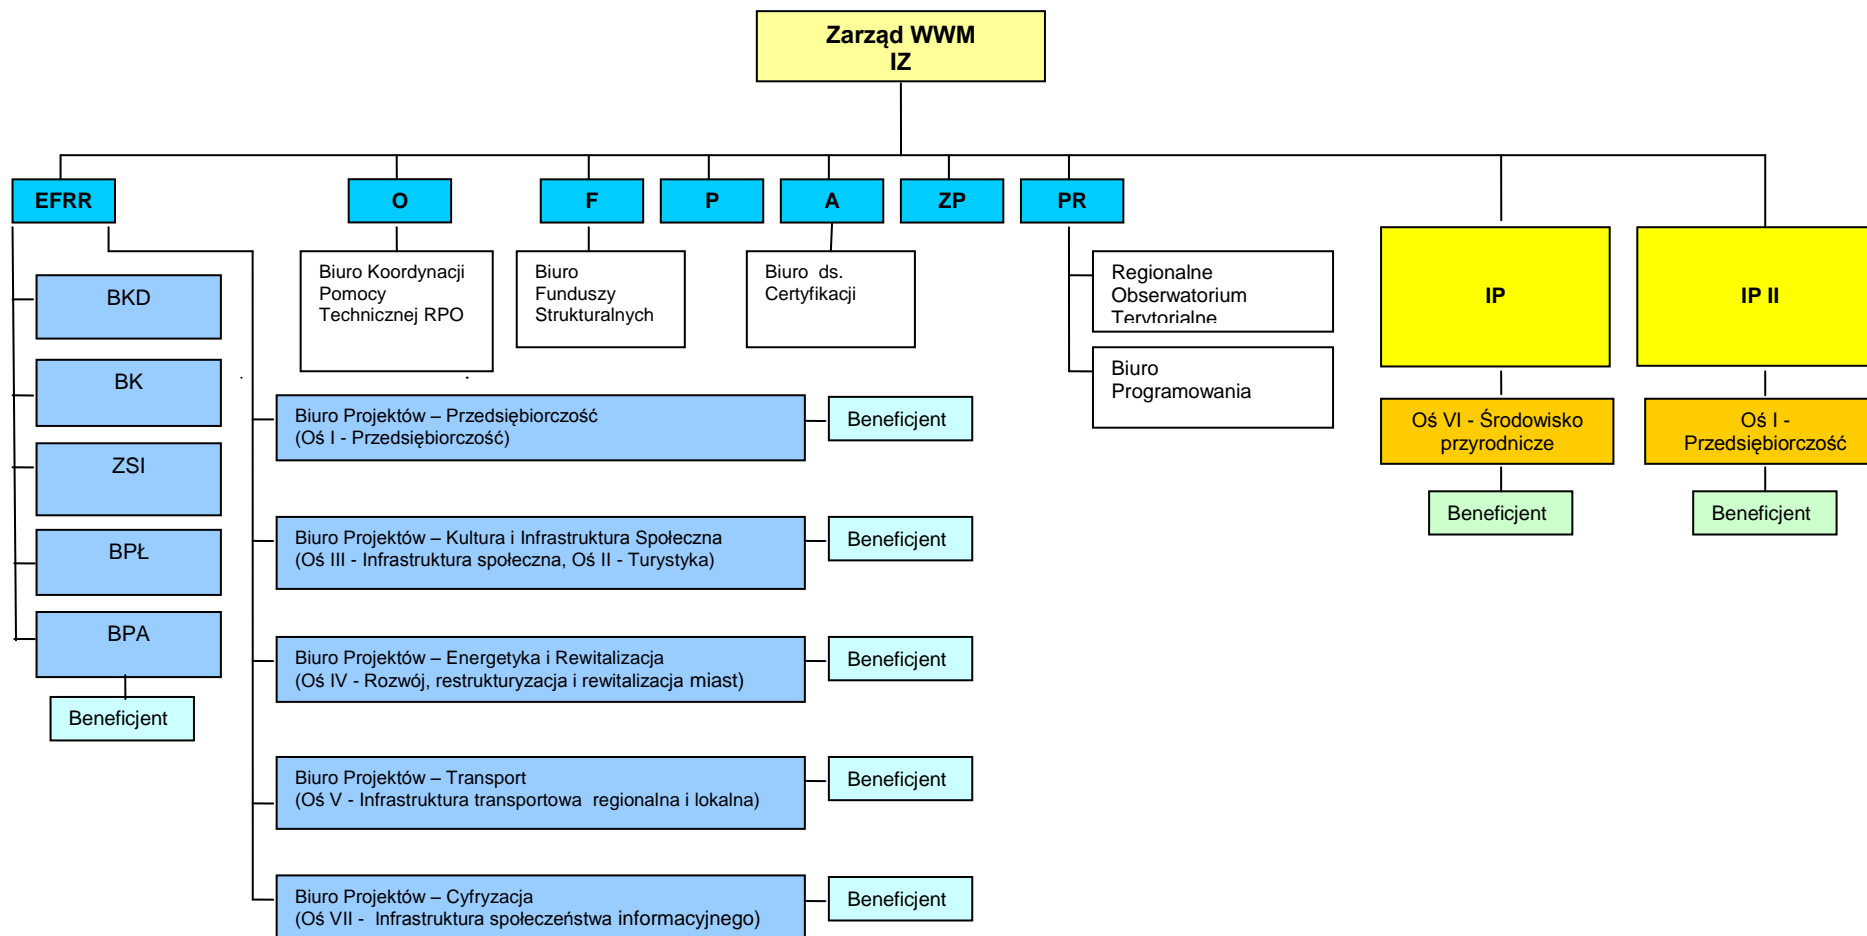 Zarząd WWM
IZ
EFRR
O
F
P
A
ZP
PR
Biuro Koordynacji
Pomocy
Technicznej RPO
Biuro
Funduszy
Strukturalnych
Biuro ds.
Certyfikacji
Regionalne
Obserwatorium
Terytorialne
Biuro
Programowania
IP
IP II
Oś VI - Środowisko
przyrodnicze
Oś I -
Przedsiębiorczość
Beneficjent
Beneficjent
BKD
BK
ZSI
BPŁ
BPA
Beneficjent
Biuro Projektów – Przedsiębiorczość
(Oś I - Przedsiębiorczość)
Beneficjent
Biuro Projektów – Kultura i Infrastruktura Społeczna
(Oś III - Infrastruktura społeczna, Oś II - Turystyka)
Beneficjent
Biuro Projektów – Energetyka i Rewitalizacja
(Oś IV - Rozwój, restrukturyzacja i rewitalizacja miast)
Beneficjent
Biuro Projektów – Transport
(Oś V - Infrastruktura transportowa regionalna i lokalna)
Beneficjent
Biuro Projektów – Cyfryzacja
(Oś VII - Infrastruktura społeczeństwa informacyjnego)
Beneficjent